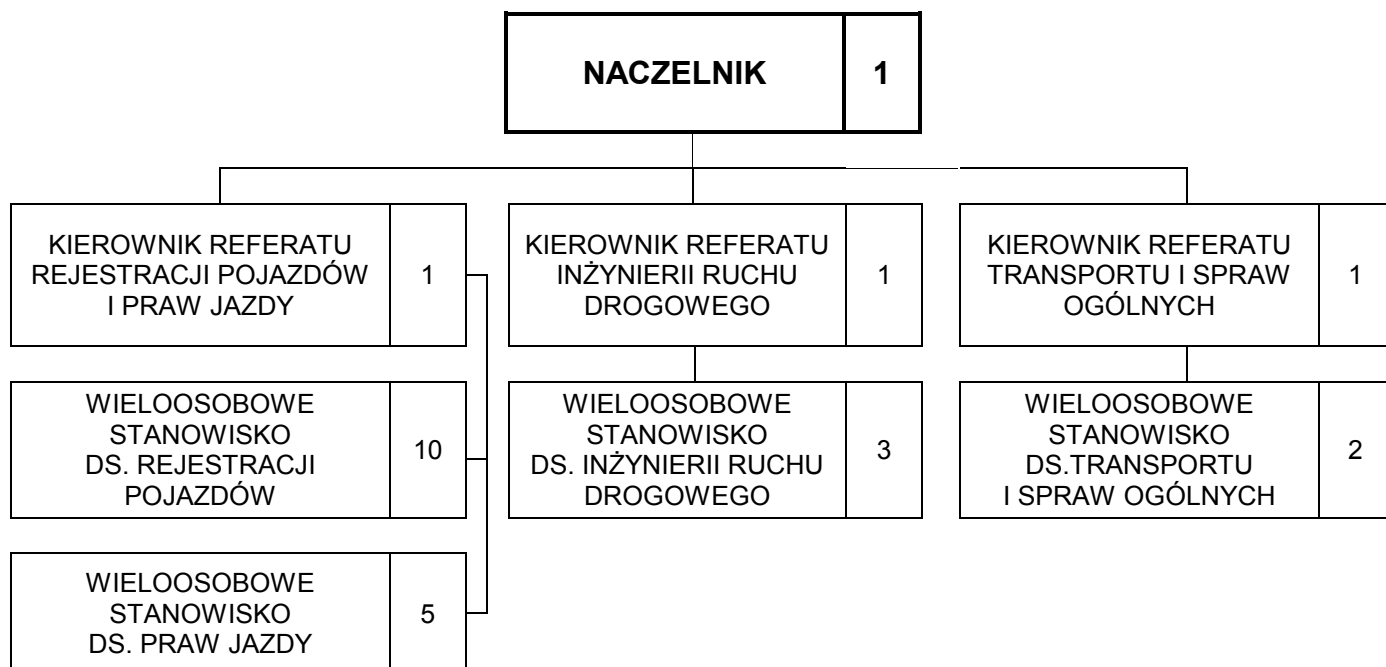 NACZELNIK
1
KIEROWNIK REFERATU
REJESTRACJI POJAZDÓW
I PRAW JAZDY
1
KIEROWNIK REFERATU
INŻYNIERII RUCHU
DROGOWEGO
1
KIEROWNIK REFERATU
TRANSPORTU I SPRAW
OGÓLNYCH
1
WIELOOSOBOWE
STANOWISKO
DS. REJESTRACJI
POJAZDÓW
10
WIELOOSOBOWE
STANOWISKO
DS. INŻYNIERII RUCHU
DROGOWEGO
3
WIELOOSOBOWE
STANOWISKO
DS.TRANSPORTU
I SPRAW OGÓLNYCH
2
WIELOOSOBOWE
STANOWISKO
DS. PRAW JAZDY
5